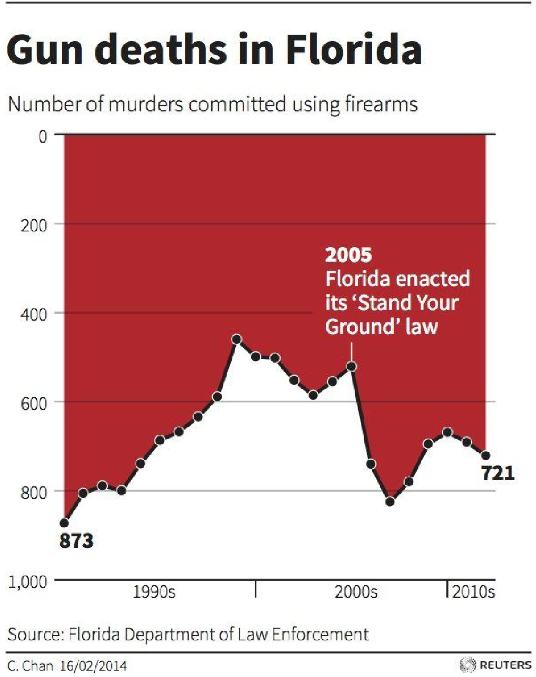 Gun deaths in Florida
Number of murders committed using firearms
0
200
400
600
800
1,000
2005
Florida enacted
its ‘Stand Your
Ground’ law
873
721
1990s
2000s
2010s
Source: Florida Department of Law Enforcement
C. Chan 16/02/2014
REUTERS